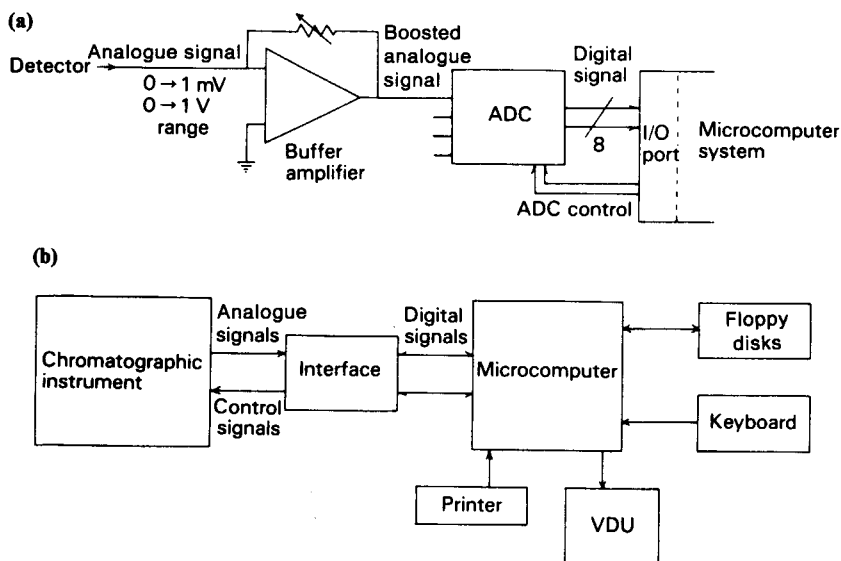 (a)
Detector
Analogue signal
0→1 mV
0→1 V
range
Buffer
amplifier
Boosted
analogue
signal
ADC
Digital
signal
8
I/O
port
Microcomputer
system
ADC control
(b)
Chromatographic
instrument
Analogue
signals
Control
signals
Interface
Digital
signals
Microcomputer
Floppy
disks
Keyboard
Printer
VDU